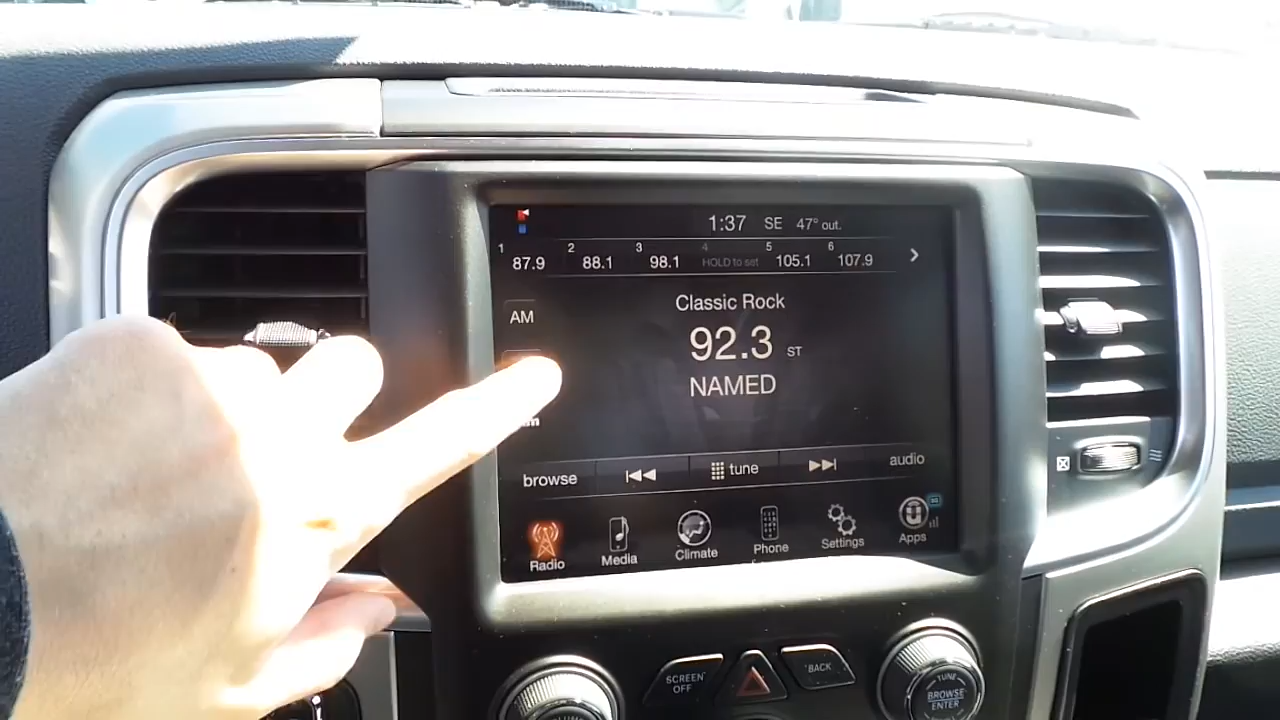 1:37 SE 47° out.
1 87.9 2 88.1 3 98.1 4 HOLD to set 5 105.1 6 107.9
Classic Rock
AM
92.3 ST
NAMED
browse tune audio
Radio Media Climate Phone Settings Apps
SCREEN OFF
BACK
TUNE
BROWSE
ENTER